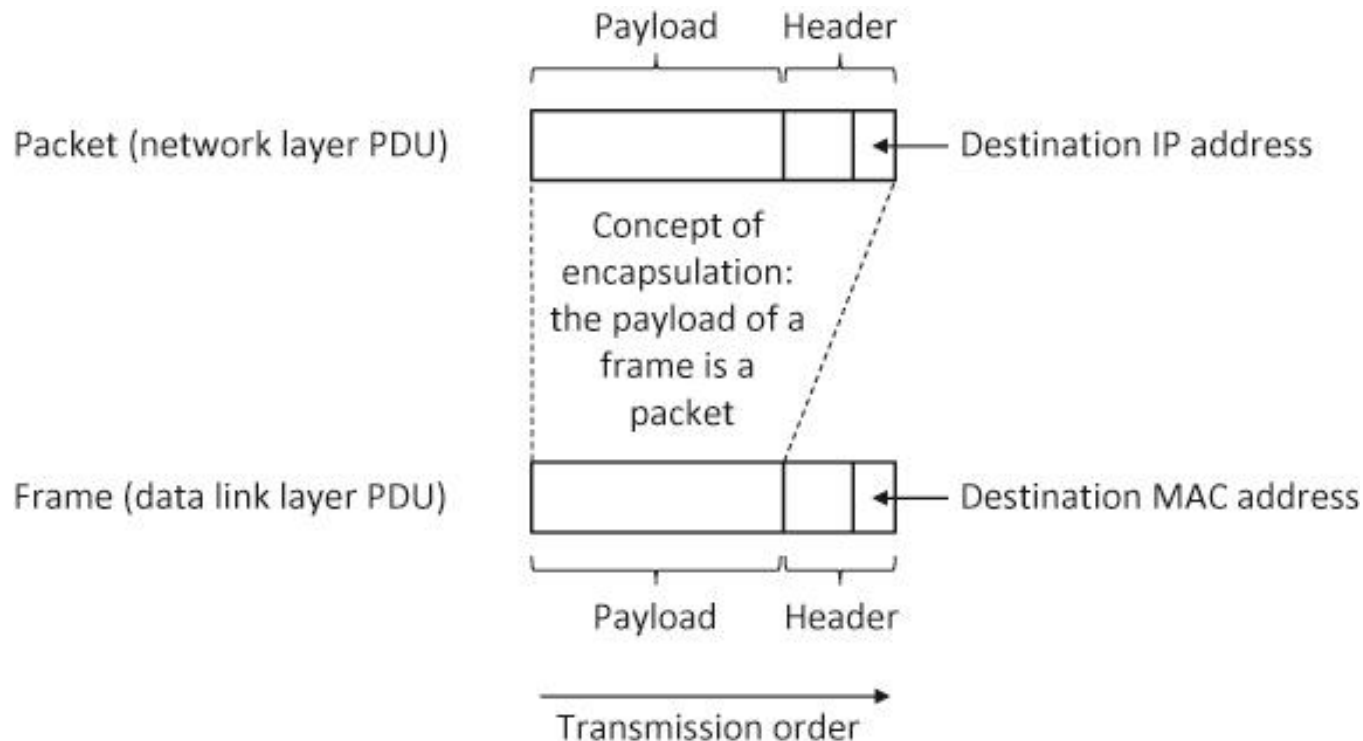 Payload Header
Packet (network layer PDU) Destination IP address
Concept of
encapsulation:
the payload of a
frame is a
packet
Frame (data link layer PDU) Destination MAC address
Payload Header
Transmission order